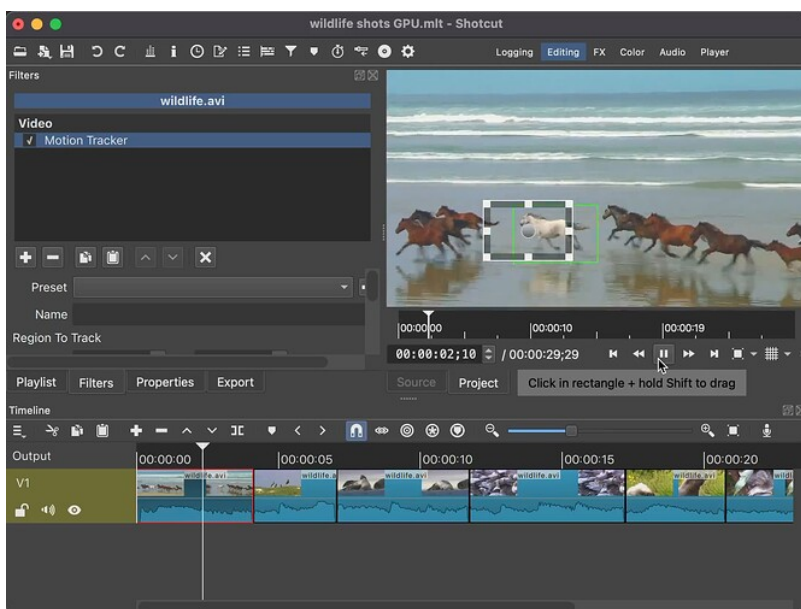 wildlife shots GPU.mlt - Shotcut
Logging Editing FX Color Audio Player
Filters
wildlife.avi
Video
Motion Tracker
Preset
Name
Region To Track
|00:00:00 |00:00:10 |00:00:19
00:00:02;10 / 00:00:29;29
Playlist Filters Properties Export
Source Project Click in rectangle + hold Shift to drag
Timeline
Output |00:00:00 |00:00:05 |00:00:10 |00:00:15 |00:00:20
V1 wildlife.avi wildlife.a wildlife.avi wildlife.avi wildlife.avi wildl